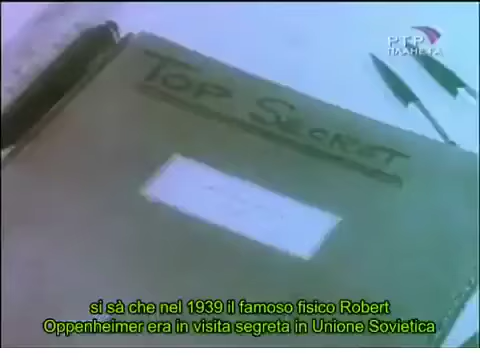 РТР
ПЛАНЕТА
TOP SECRET
si sà che nel 1939 il famoso fisico Robert
Oppenheimer era in visita segreta in Unione Sovietica